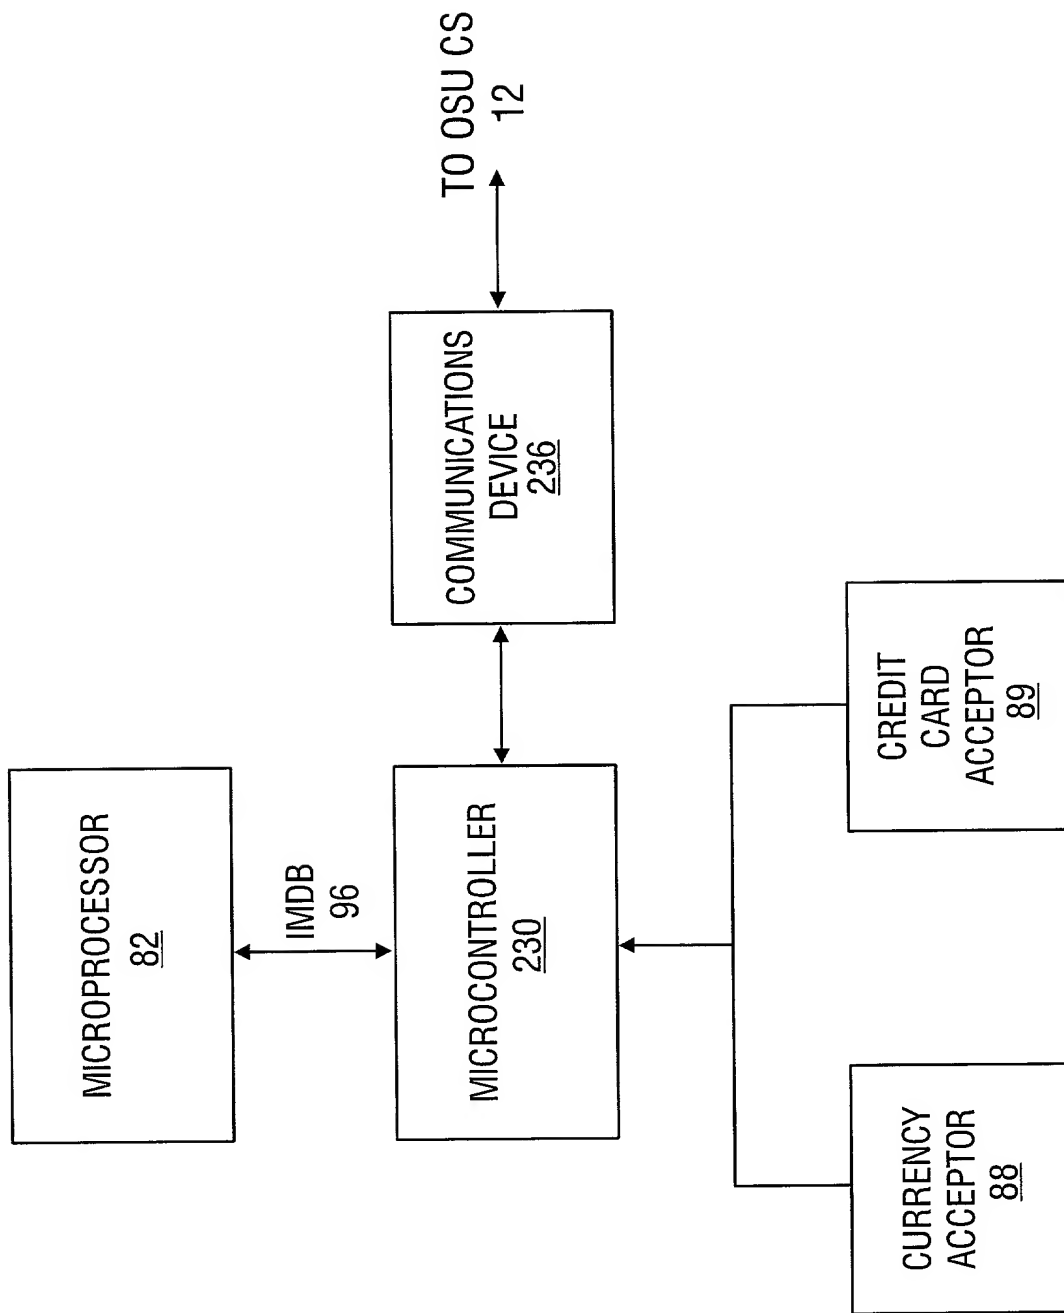 MICROPROCESSOR
82
IMDB
96
MICROCONTROLLER
230
COMMUNICATIONS
DEVICE
236
TO OSU CS
12
CURRENCY
ACCEPTOR
88
CREDIT
CARD
ACCEPTOR
89